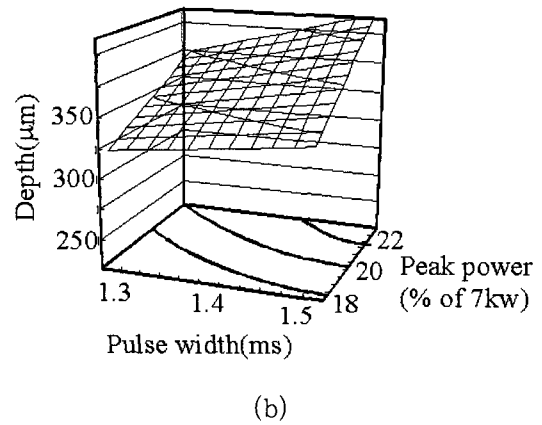 Depth(μm)
350
300
250
1.3
1.4
1.5
18
20
22
Pulse width(ms)
Peak power
(% of 7kw)
(b)